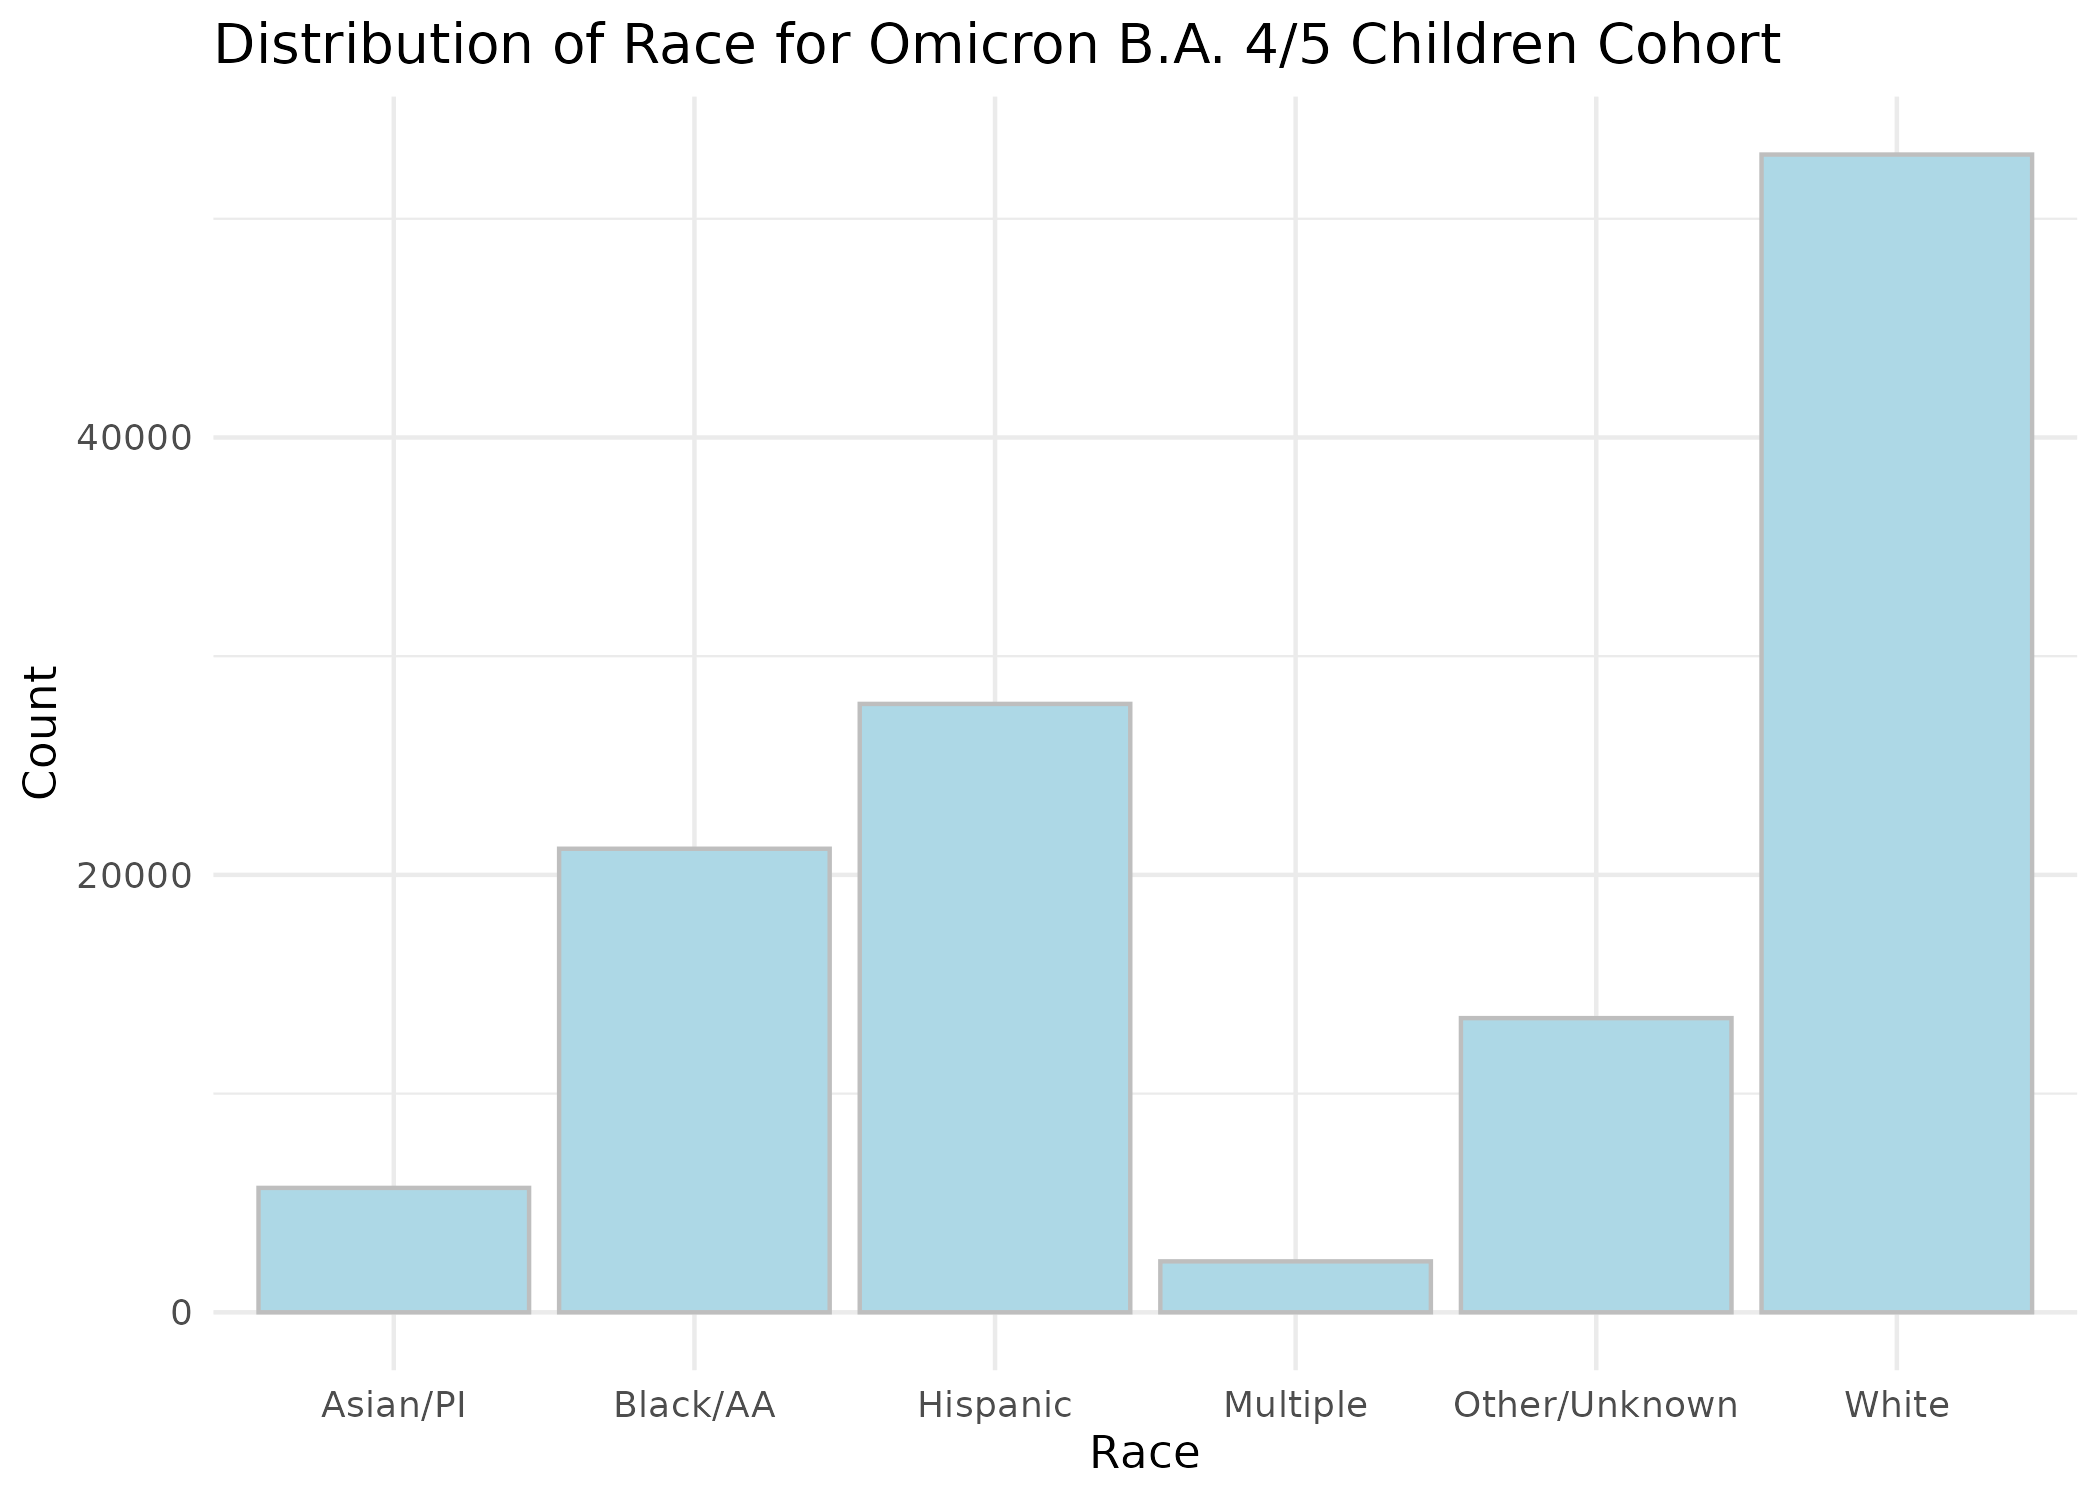 Distribution of Race for Omicron B.A. 4/5 Children Cohort
Count
40000
20000
0
Asian/PI Black/AA Hispanic Multiple Other/Unknown White
Race